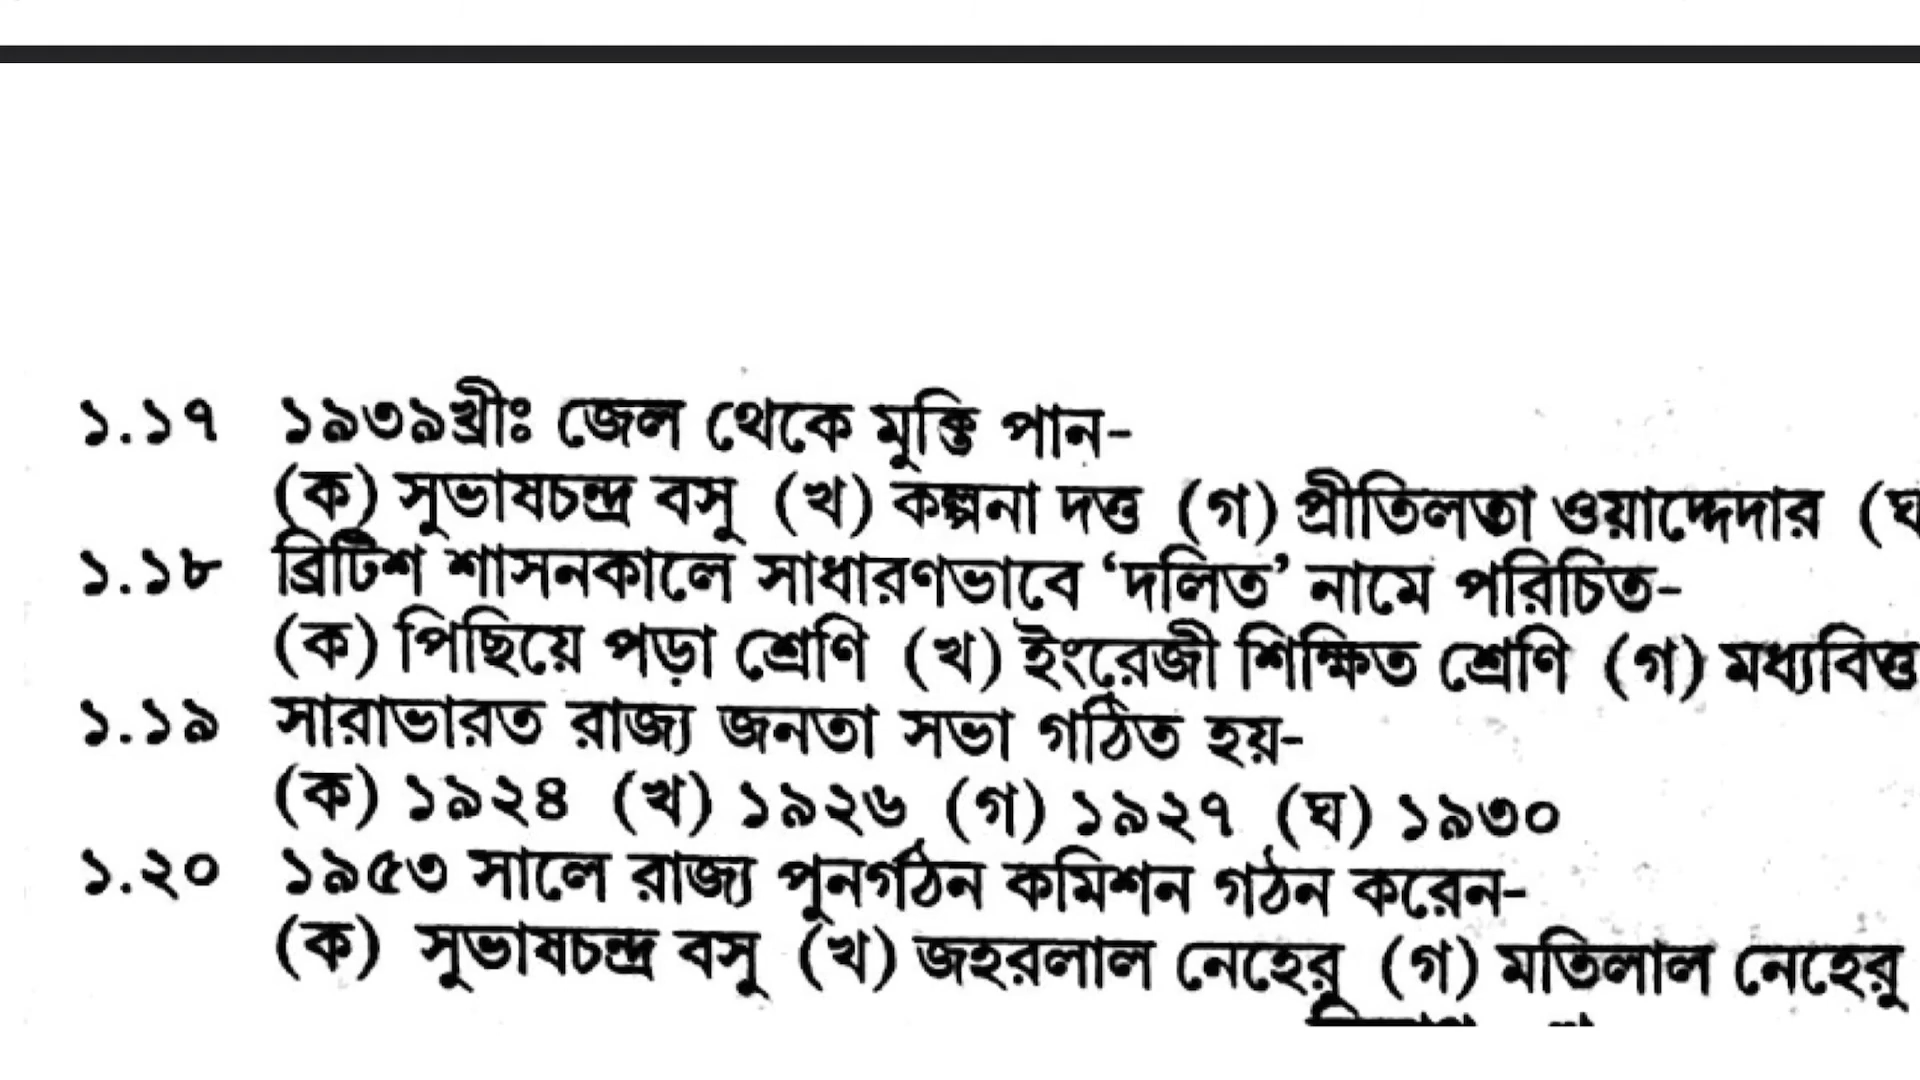 ১.১৭ ১৯৩৯খ্রীঃ জেল থেকে মুক্তি পান-
(ক) সুভাষচন্দ্র বসু (খ) কল্পনা দত্ত (গ) প্রীতিলতা ওয়াদ্দেদার (ঘ
১.১৮ ব্রিটিশ শাসনকালে সাধারণভাবে ‘দলিত’ নামে পরিচিত-
(ক) পিছিয়ে পড়া শ্রেণি (খ) ইংরেজী শিক্ষিত শ্রেণি (গ) মধ্যবিত্ত
১.১৯ সারাভারত রাজ্য জনতা সভা গঠিত হয়-
(ক) ১৯২৪ (খ) ১৯২৬ (গ) ১৯২৭ (ঘ) ১৯৩০
১.২০ ১৯৫৩ সালে রাজ্য পুনর্গঠন কমিশন গঠন করেন-
(ক) সুভাষচন্দ্র বসু (খ) জহরলাল নেহেরু (গ) মতিলাল নেহেরু